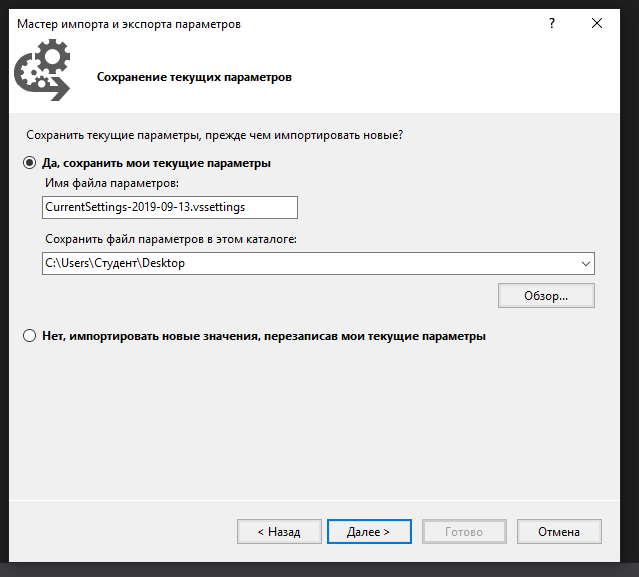 Мастер импорта и экспорта параметров
?
Сохранение текущих параметров
Сохранить текущие параметры, прежде чем импортировать новые?
Да, сохранить мои текущие параметры
Имя файла параметров:
CurrentSettings-2019-09-13.vssettings
Сохранить файл параметров в этом каталоге:
C:\Users\Студент\Desktop
Обзор...
Нет, импортировать новые значения, перезаписав мои текущие параметры
< Назад
Далее >
Готово
Отмена